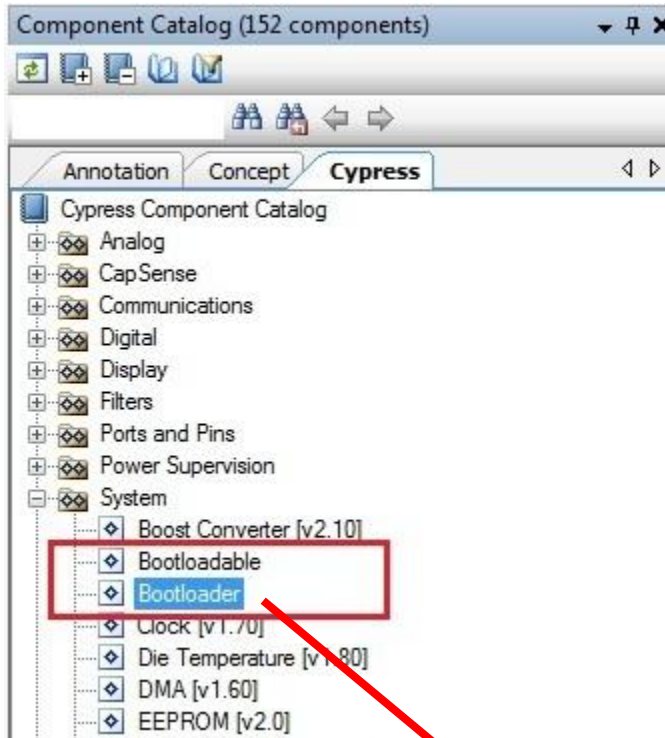 Component Catalog (152 components)
Annotation Concept Cypress
Cypress Component Catalog
Analog
CapSense
Communications
Digital
Display
Filters
Ports and Pins
Power Supervision
System
Boost Converter [v2.10]
Bootloadable
Bootloader
Clock [v1.70]
Die Temperature [v1.80]
DMA [v1.60]
EEPROM [v2.0]